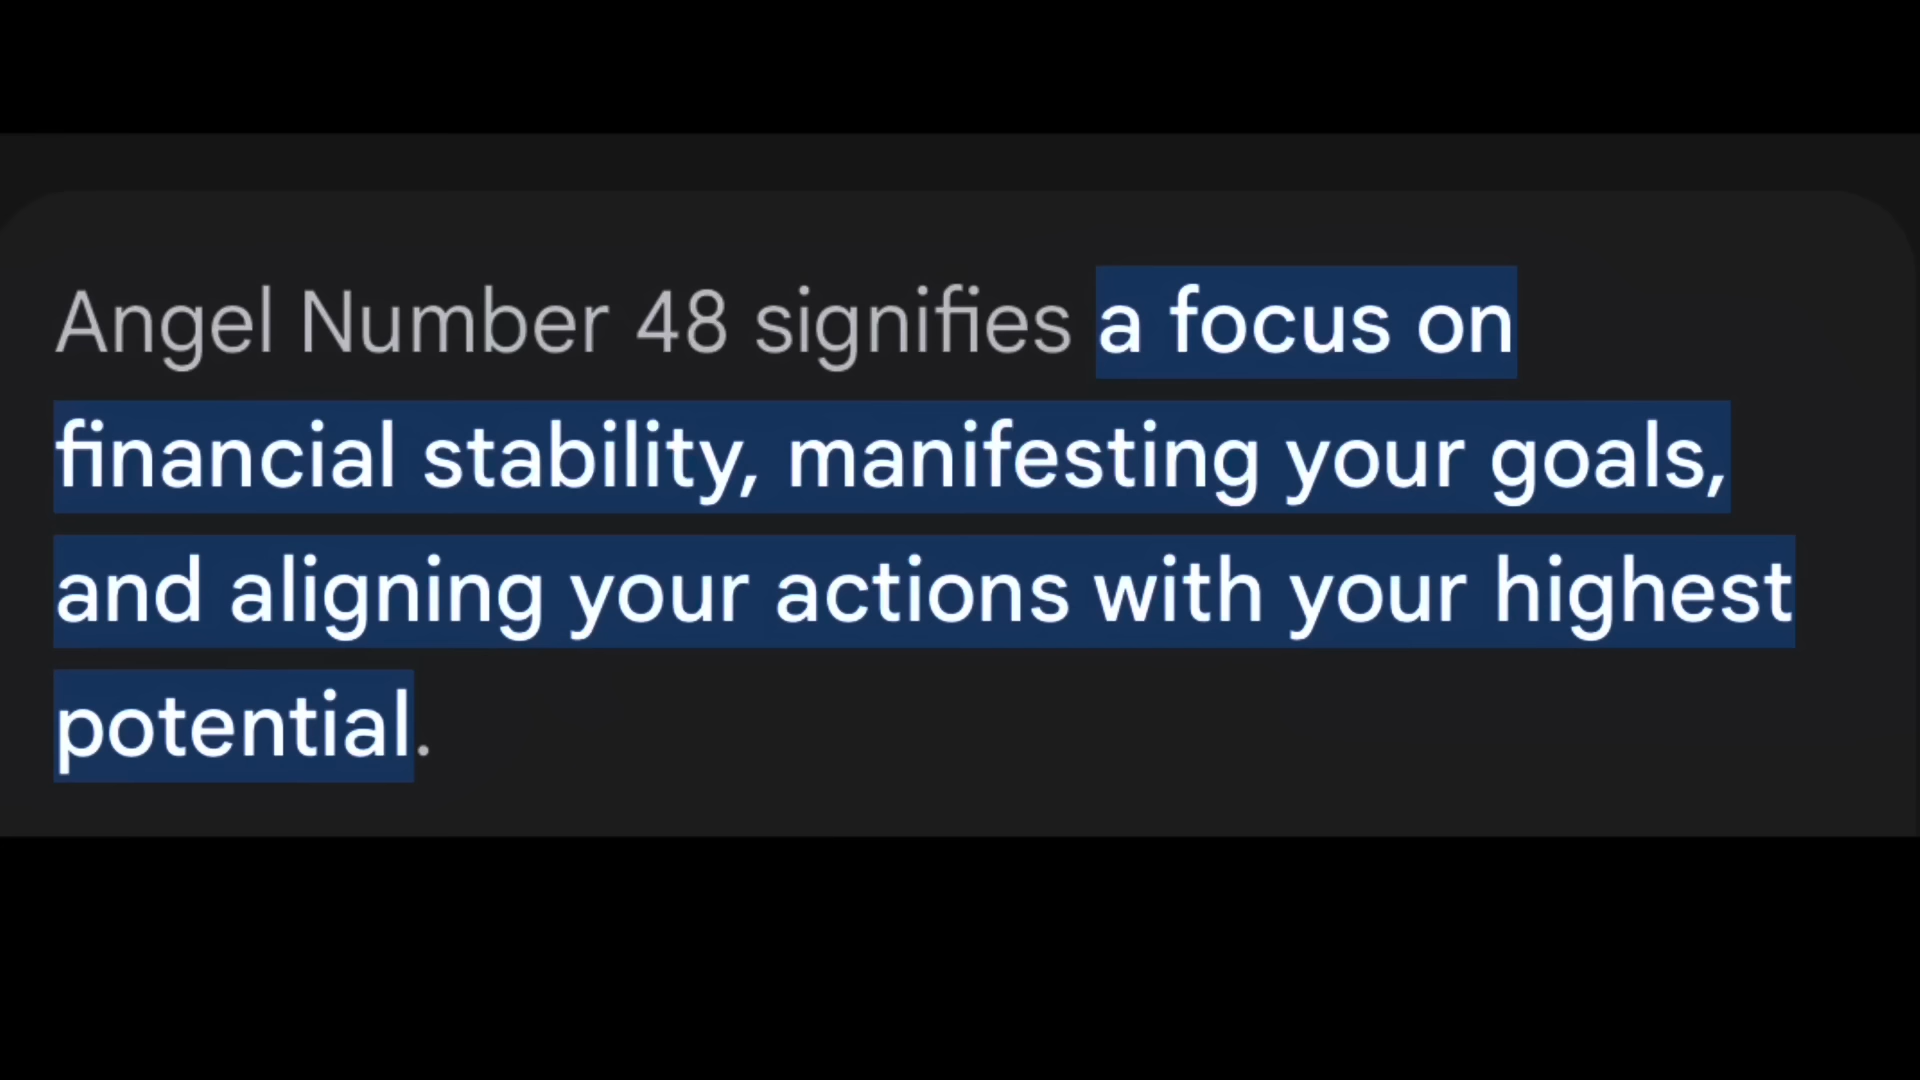 Angel Number 48 signifies a focus on
financial stability, manifesting your goals,
and aligning your actions with your highest
potential.